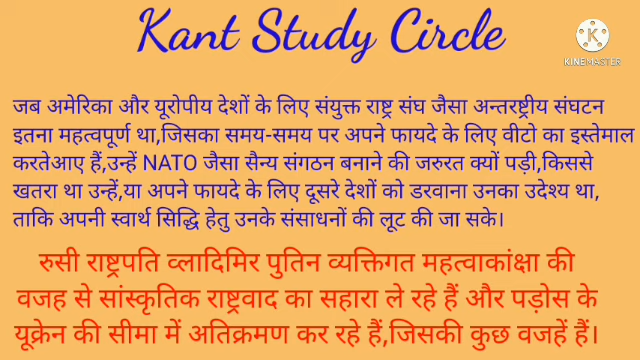 Kant Study Circle
KINEMASTER
जब अमेरिका और यूरोपीय देशों के लिए संयुक्त राष्ट्र संघ जैसा अन्तरष्ट्रीय संघटन
इतना महत्वपूर्ण था,जिसका समय-समय पर अपने फायदे के लिए वीटो का इस्तेमाल
करतेआए हैं,उन्हें NATO जैसा सैन्य संगठन बनाने की जरुरत क्यों पड़ी,किससे
खतरा था उन्हें,या अपने फायदे के लिए दूसरे देशों को डरवाना उनका उदेश्य था,
ताकि अपनी स्वार्थ सिद्धि हेतु उनके संसाधनों की लूट की जा सके।
रुसी राष्ट्रपति व्लादिमिर पुतिन व्यक्तिगत महत्वाकांक्षा की
वजह से सांस्कृतिक राष्ट्रवाद का सहारा ले रहे हैं और पड़ोस के
यूक्रेन की सीमा में अतिक्रमण कर रहे हैं,जिसकी कुछ वजहें हैं।